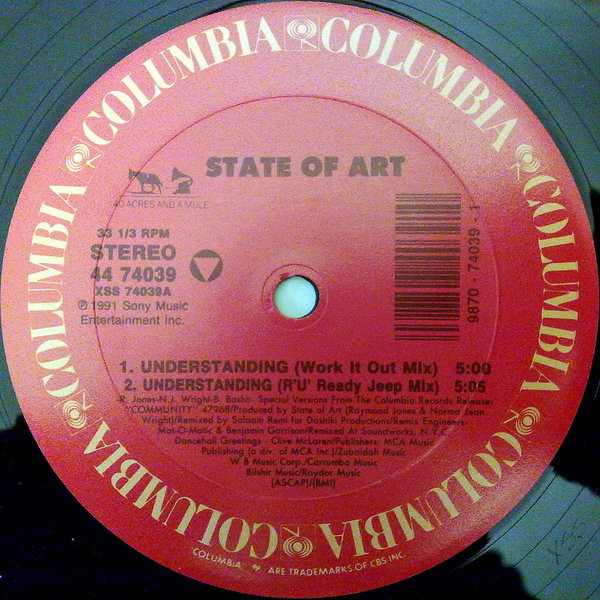 COLUMBIA COLUMBIA COLUMBIA COLUMBIA COLUMBIA COLUMBIA COLUMBIA
STATE OF ART
40 ACRES AND A MULE
33 1/3 RPM
STEREO
44 74039
XSS 74039A
℗1991 Sony Music
Entertainment Inc.
9870 - 74039 - 1
1. UNDERSTANDING (Work It Out Mix) 5:00
2. UNDERSTANDING (R'U' Ready Jeep Mix) 5:05
R. Jones-N.J. Wright-B. Bashir- Special Versions From The Columbia Records Release:
"COMMUNITY" 47968/Produced by State of Art (Raymond Jones & Norma Jean
Wright)/Remixed by Salaam Remi for Dashiki Productions/Remix Engineers-
Mat-O-Matic & Benjamin Garrison/Remixed At Soundworks, N.Y.C.
Dancehall Greetings - Clive McLaren/Publishers: MCA Music
Publishing (a div. of MCA Inc)/Zubaidah Music/
W B Music Corp./Carrumba Music
Bilshir Music/Raydor Music
(ASCAP)/(BMI)
COLUMBIA ARE TRADEMARKS OF CBS INC.